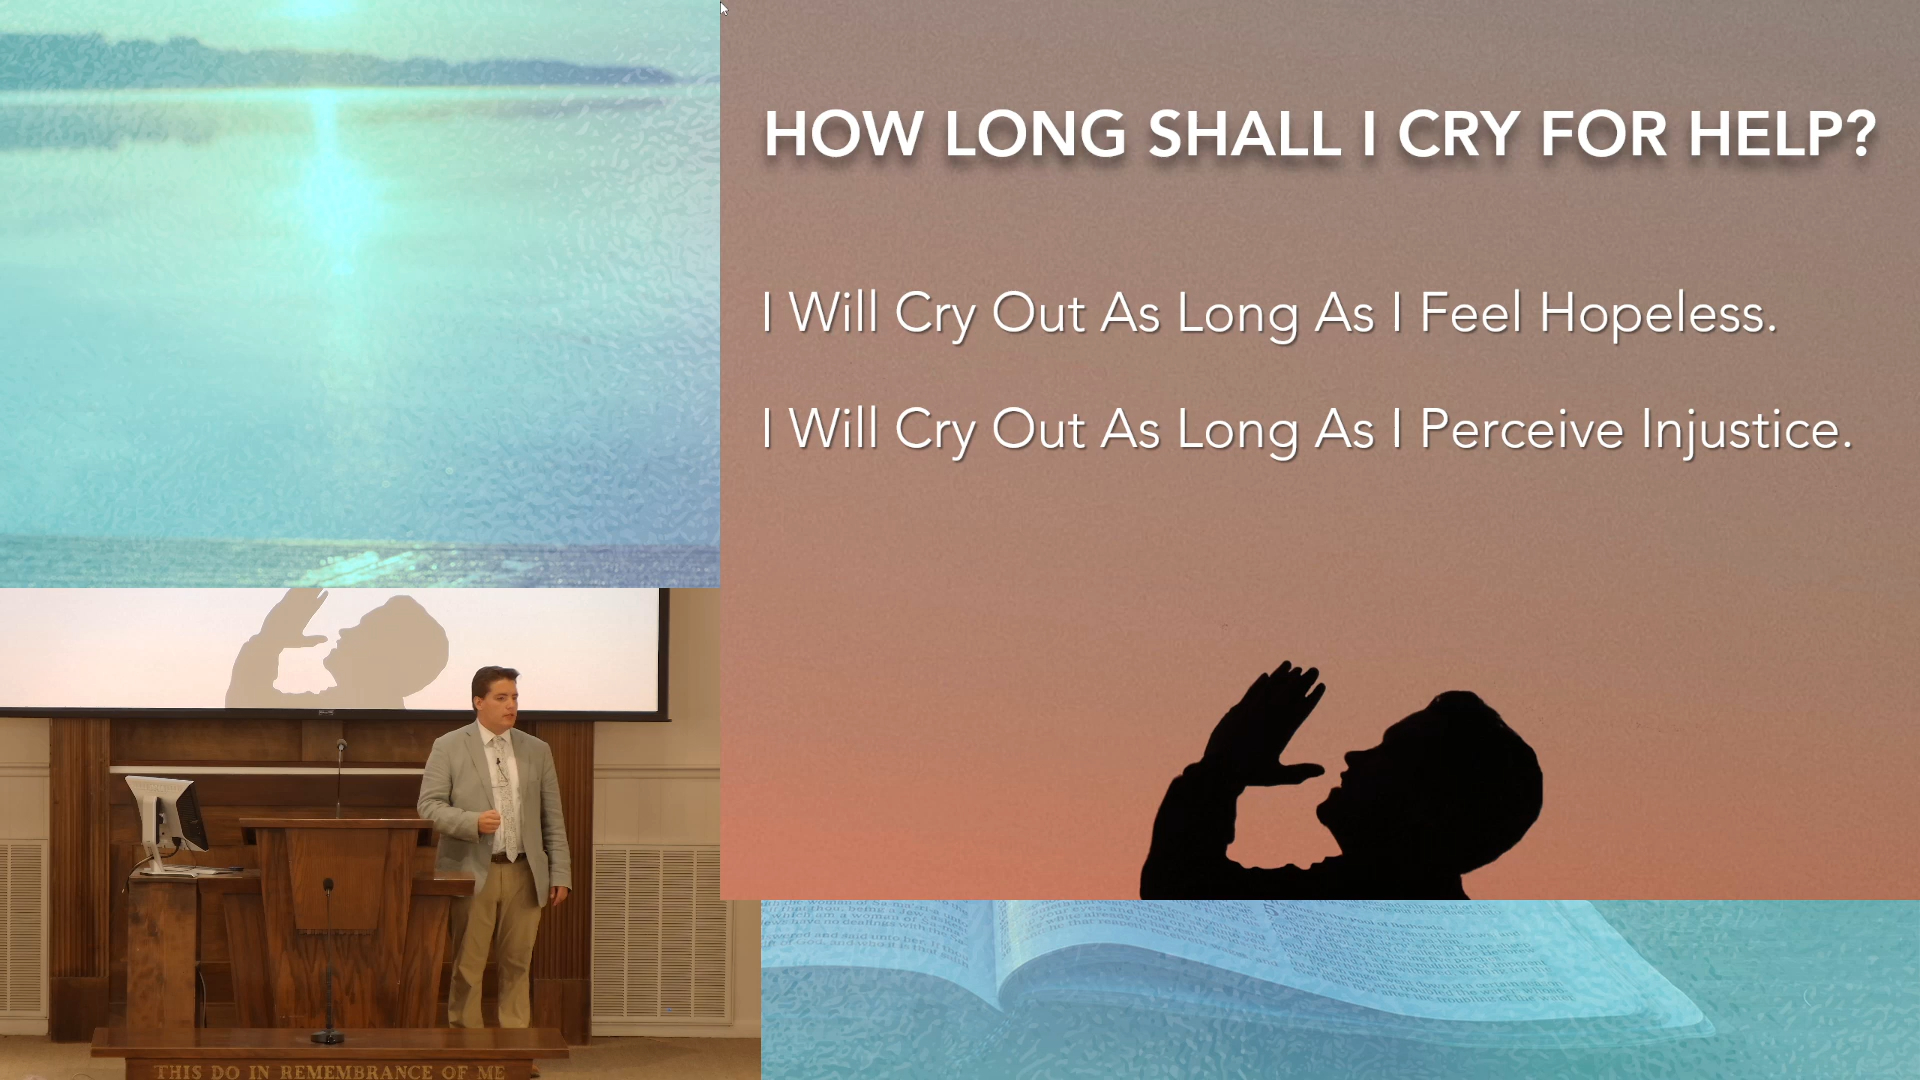 HOW LONG SHALL I CRY FOR HELP?
I Will Cry Out As Long As I Feel Hopeless.
I Will Cry Out As Long As I Perceive Injustice.
THIS DO IN REMEMBRANCE OF ME